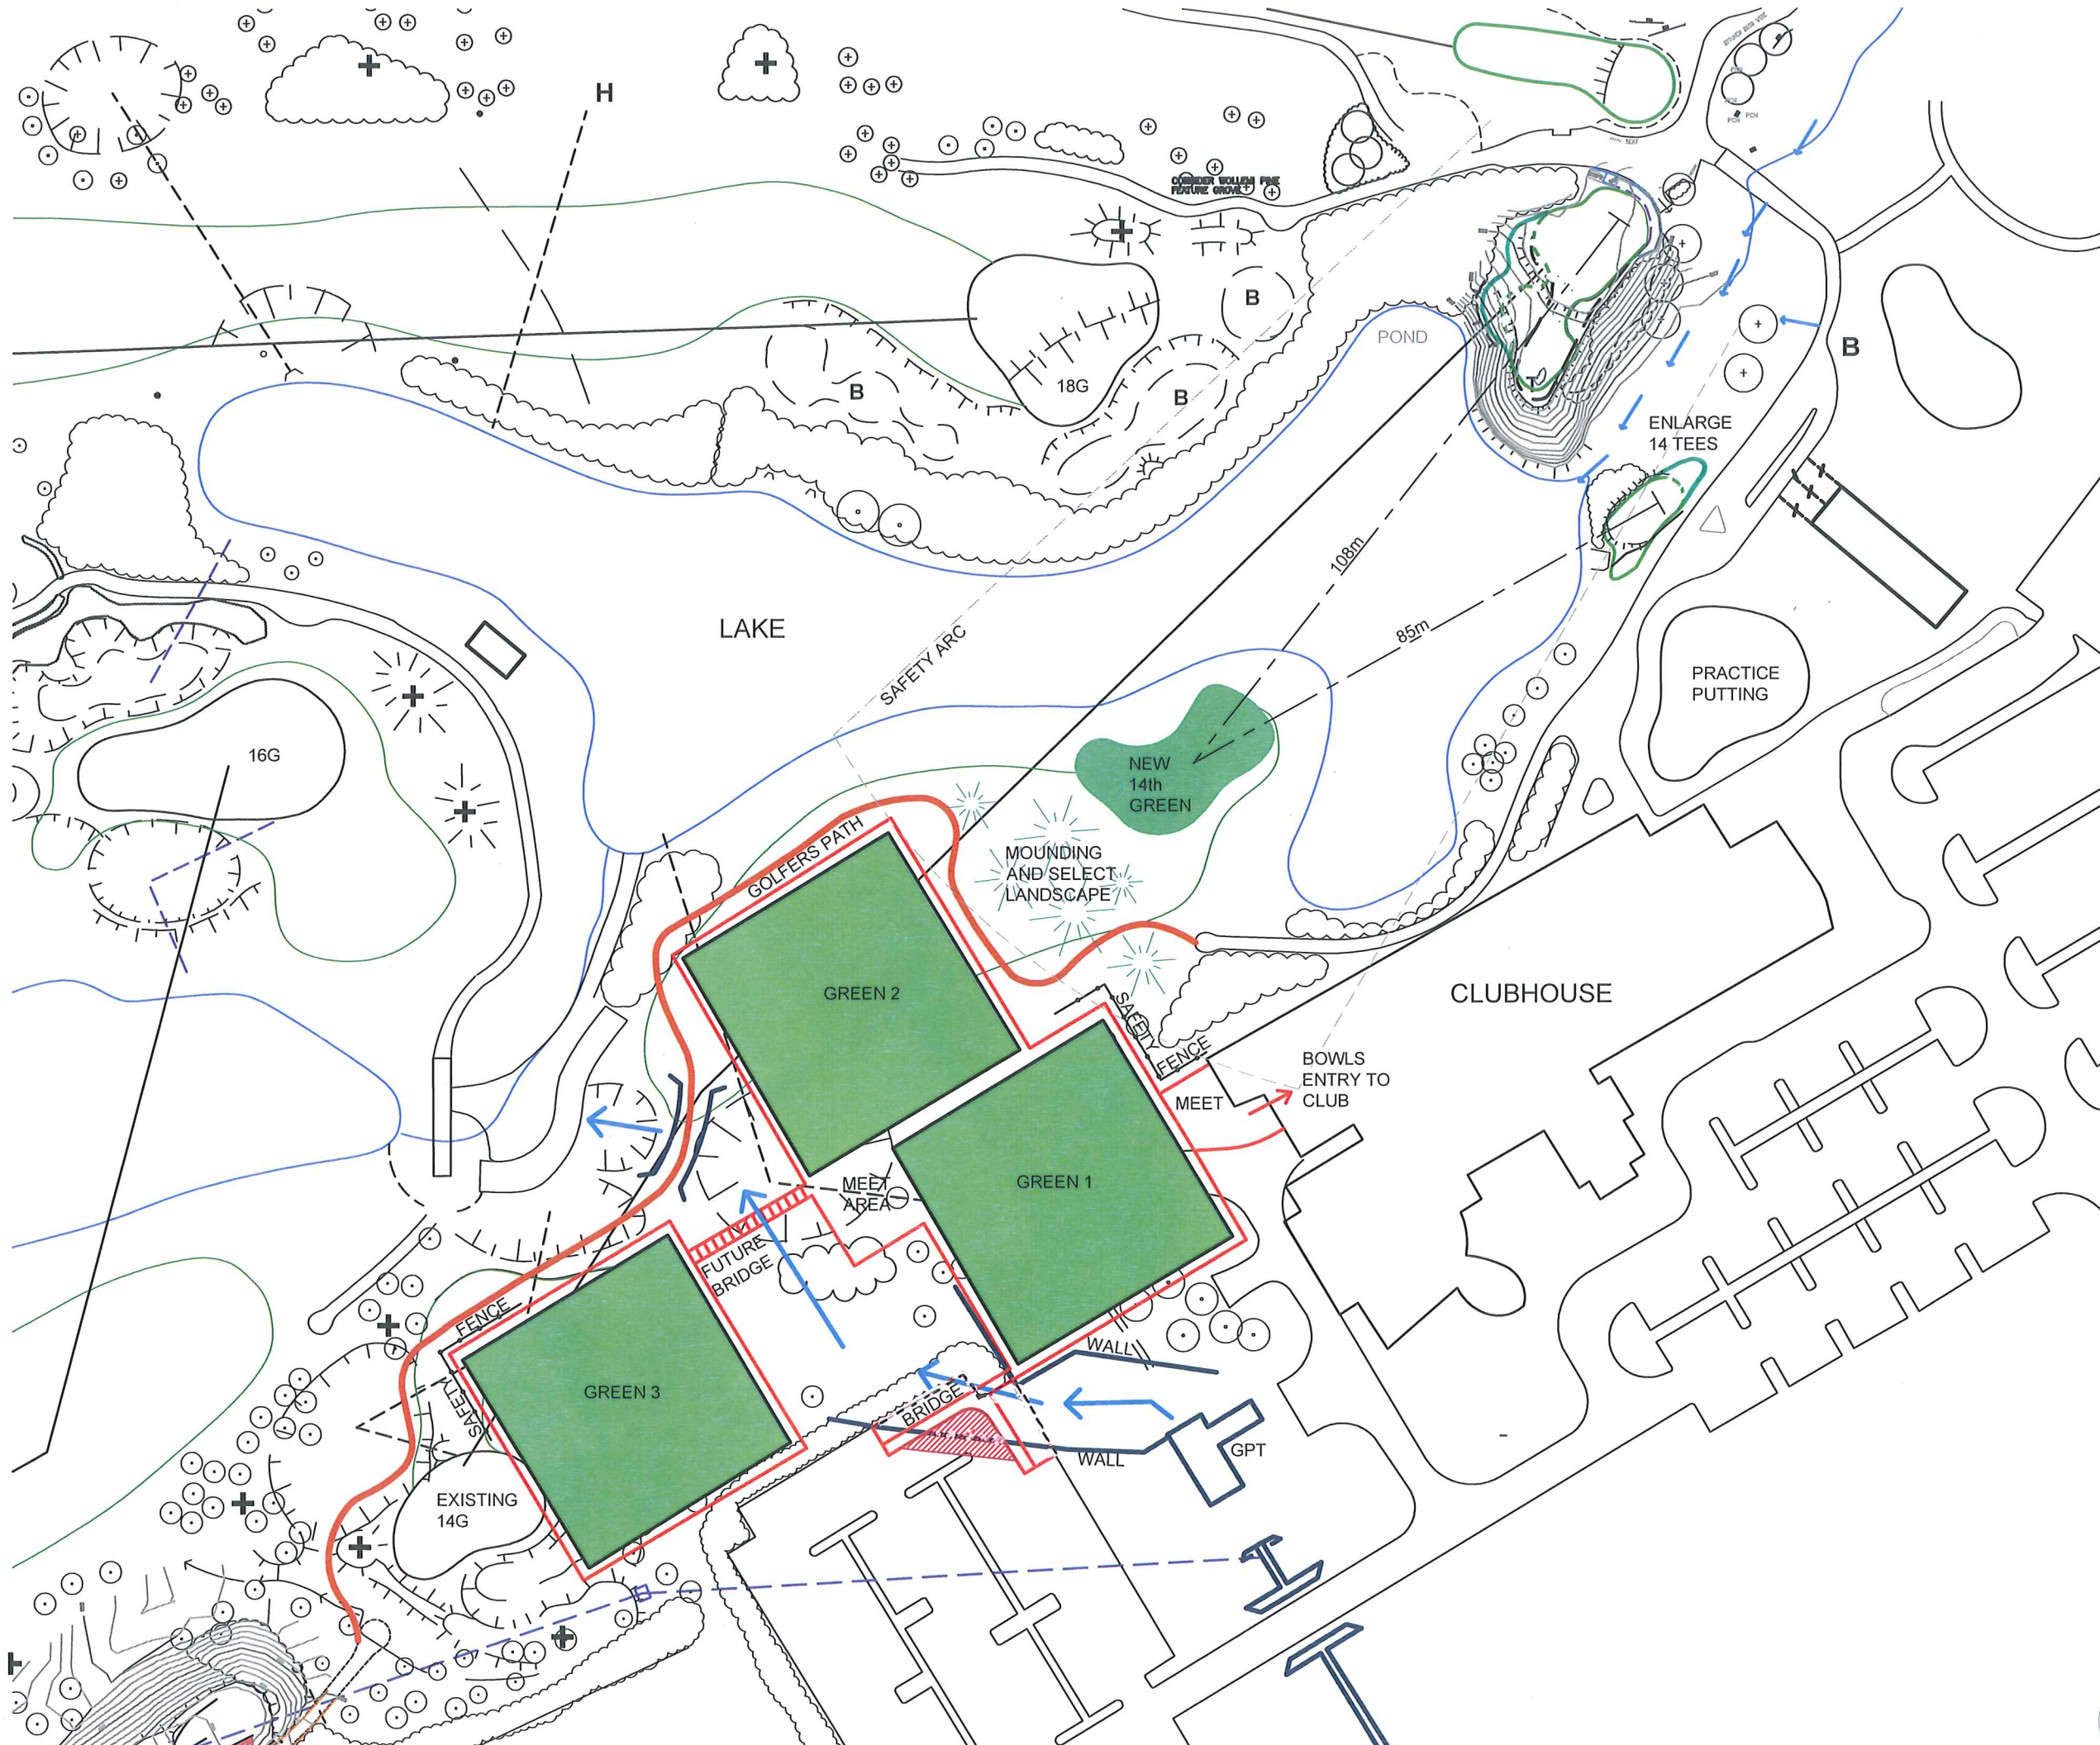 H
CONSIDER WOLLEMI PINE
FEATURE GROVE
PCN
PCN
B
POND
B
18G
B
B
ENLARGE
14 TEES
108m
85m
LAKE
SAFETY ARC
PRACTICE
PUTTING
16G
NEW
14th
GREEN
GOLFERS PATH
MOUNDING
AND SELECT
LANDSCAPE
GREEN 2
SAFETY
FENCE
CLUBHOUSE
BOWLS
ENTRY TO
CLUB
MEET
MEET
AREA
GREEN 1
FUTURE
BRIDGE
FENCE
SAFETY
WALL
GREEN 3
BRIDGE
WALL
GPT
EXISTING
14G